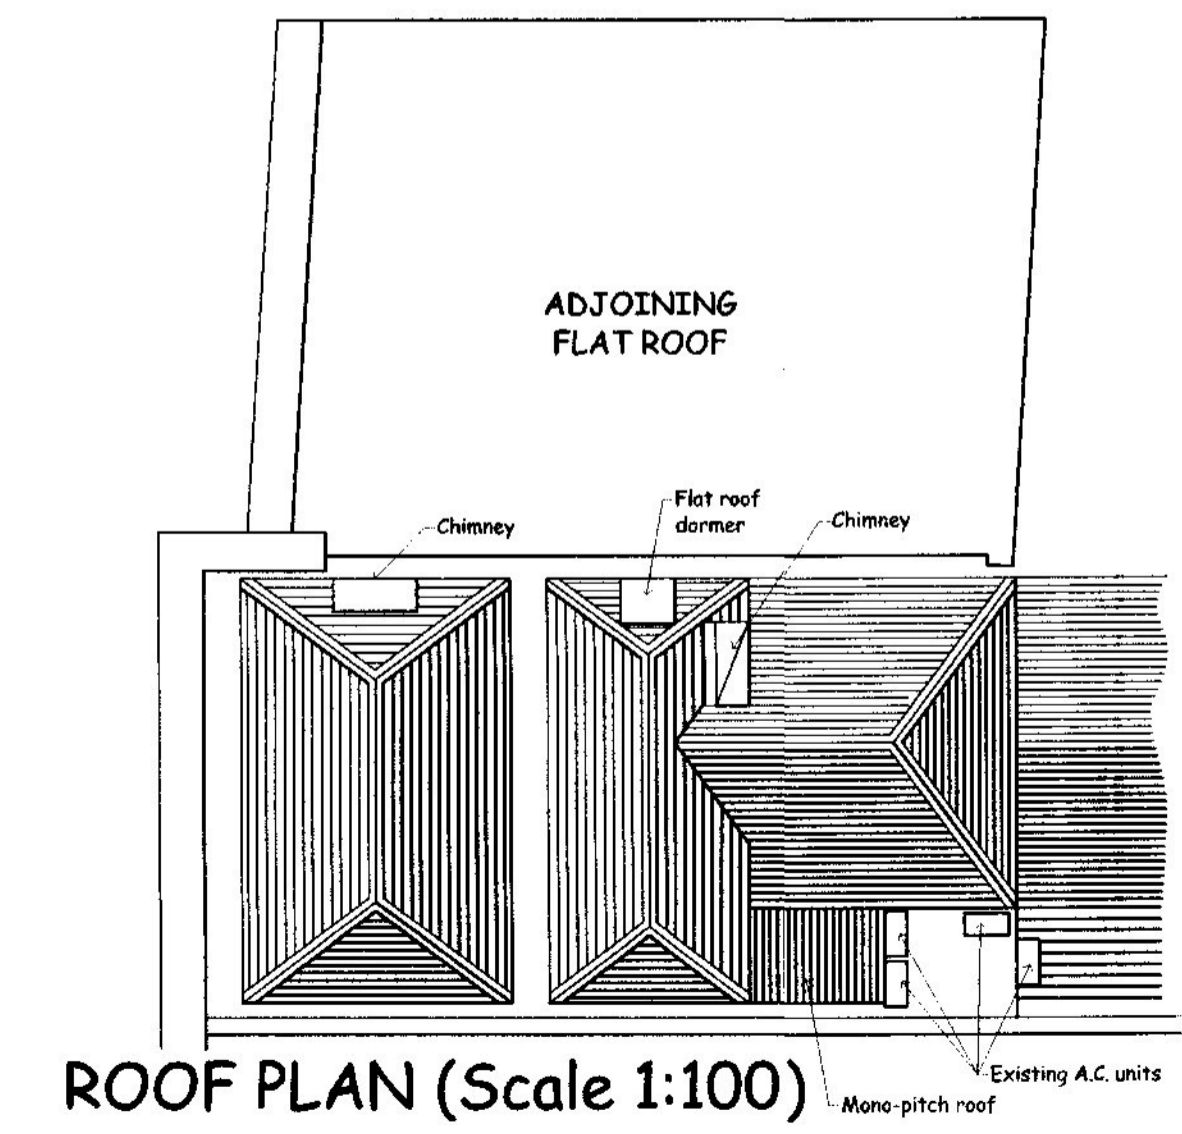 ADJOINING
FLAT ROOF
Chimney
Flat roof
dormer
Chimney
Existing A.C. units
Mono-pitch roof
ROOF PLAN (Scale 1:100)